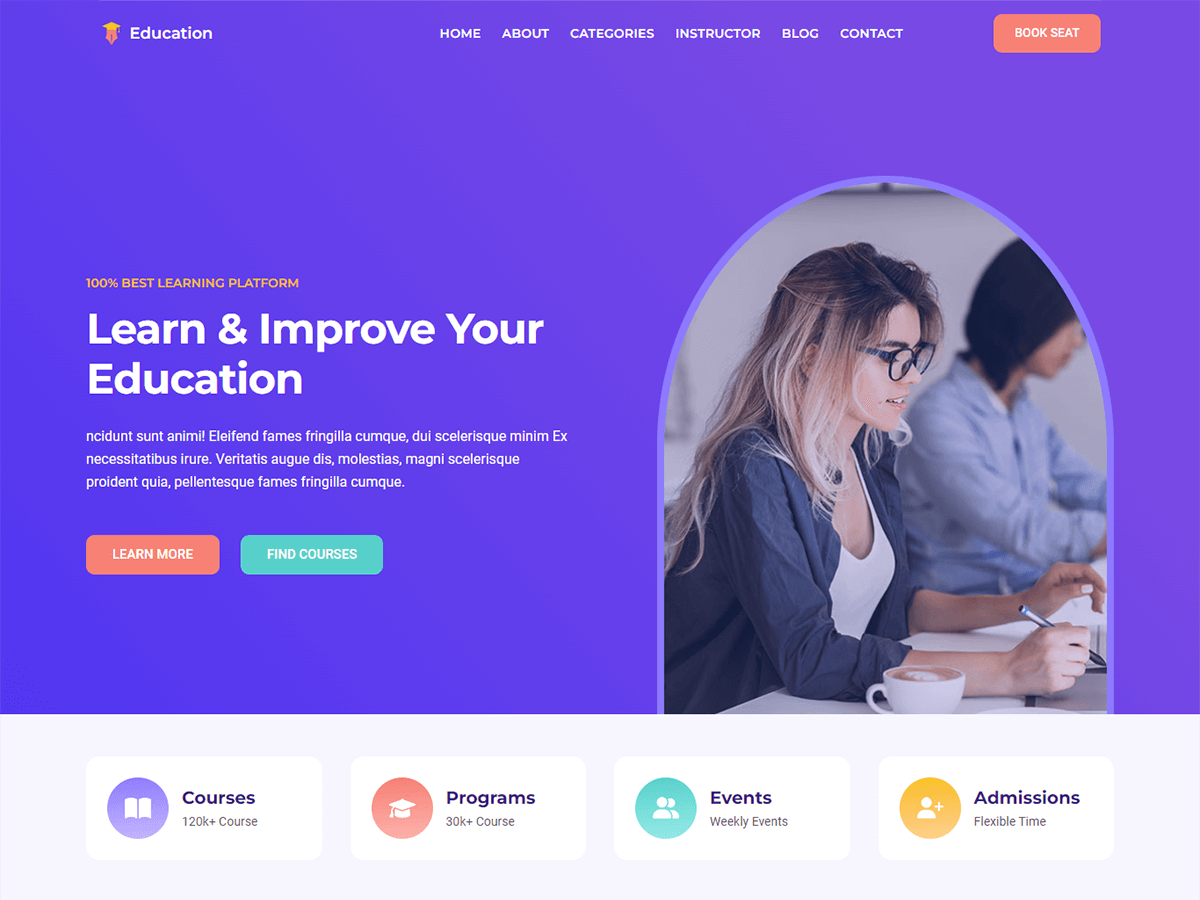 Education
HOME ABOUT CATEGORIES INSTRUCTOR BLOG CONTACT
BOOK SEAT
100% BEST LEARNING PLATFORM
Learn & Improve Your
Education
ncidunt sunt animi! Eleifend fames fringilla cumque, dui scelerisque minim Ex
necessitatibus irure. Veritatis augue dis, molestias, magni scelerisque
proident quia, pellentesque fames fringilla cumque.
LEARN MORE
FIND COURSES
Courses
120k+ Course
Programs
30k+ Course
Events
Weekly Events
Admissions
Flexible Time